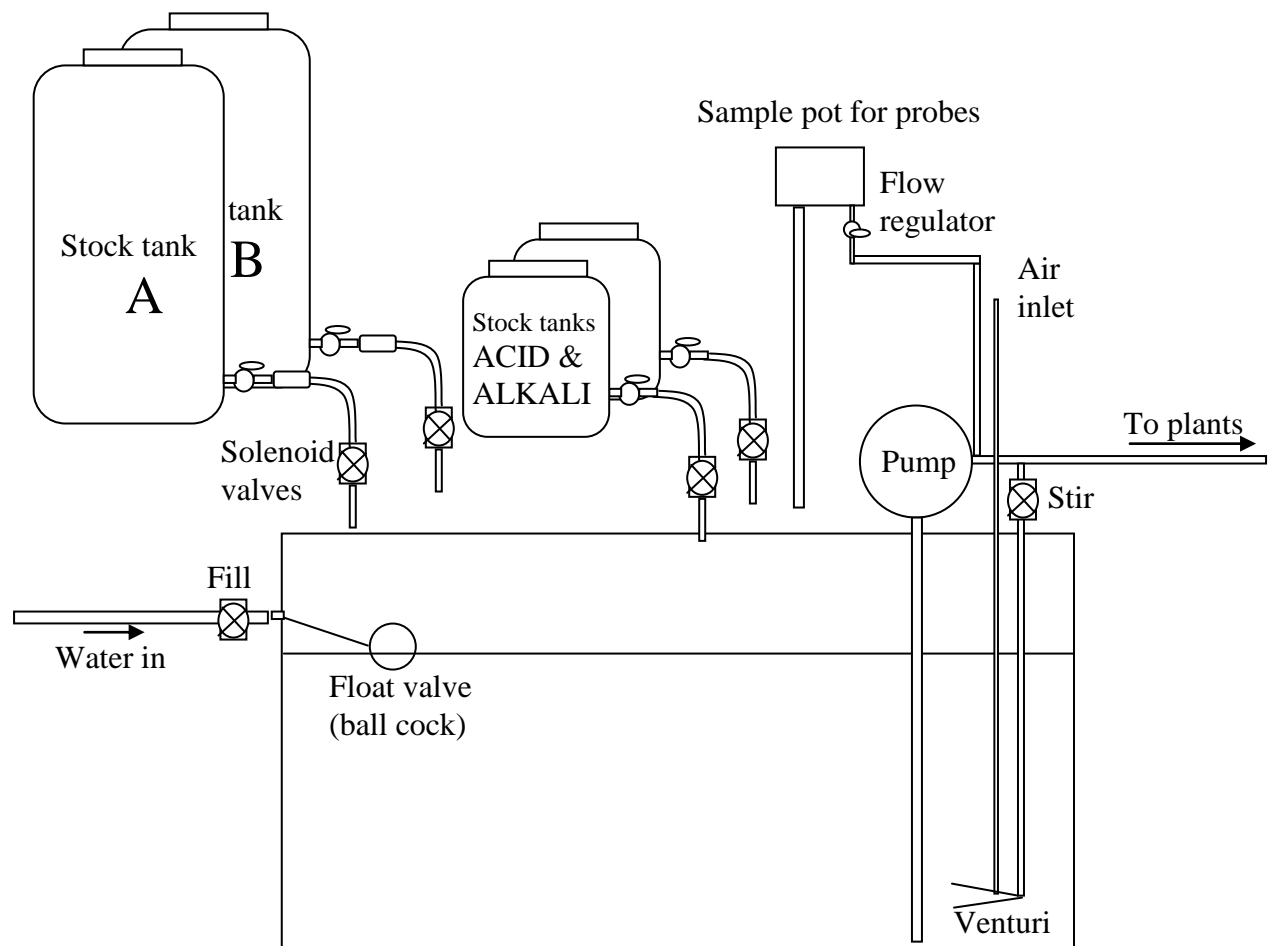 Stock tank
A
tank
B
Sample pot for probes
Flow
regulator
Air
inlet
Stock tanks
ACID &
ALKALI
To plants
Pump
Solenoid
valves
Stir
Fill
Water in
Float valve
(ball cock)
Venturi